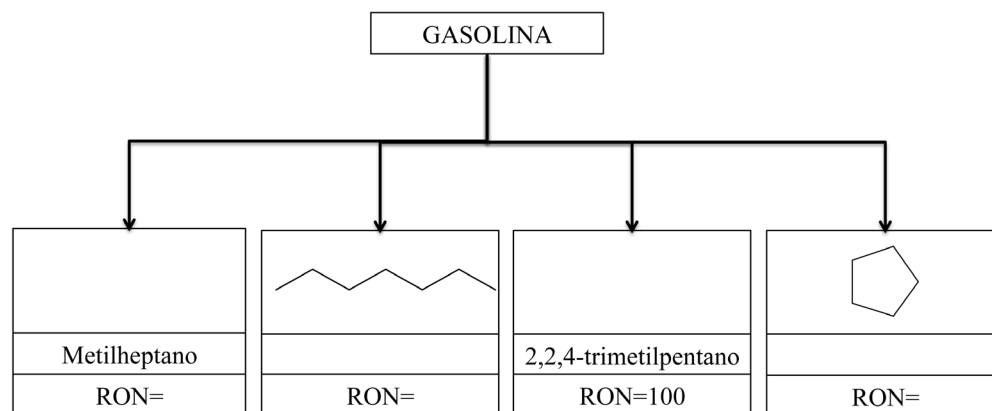 GASOLINA
Metilheptano
2,2,4-trimetilpentano
RON=
RON=
RON=100
RON=